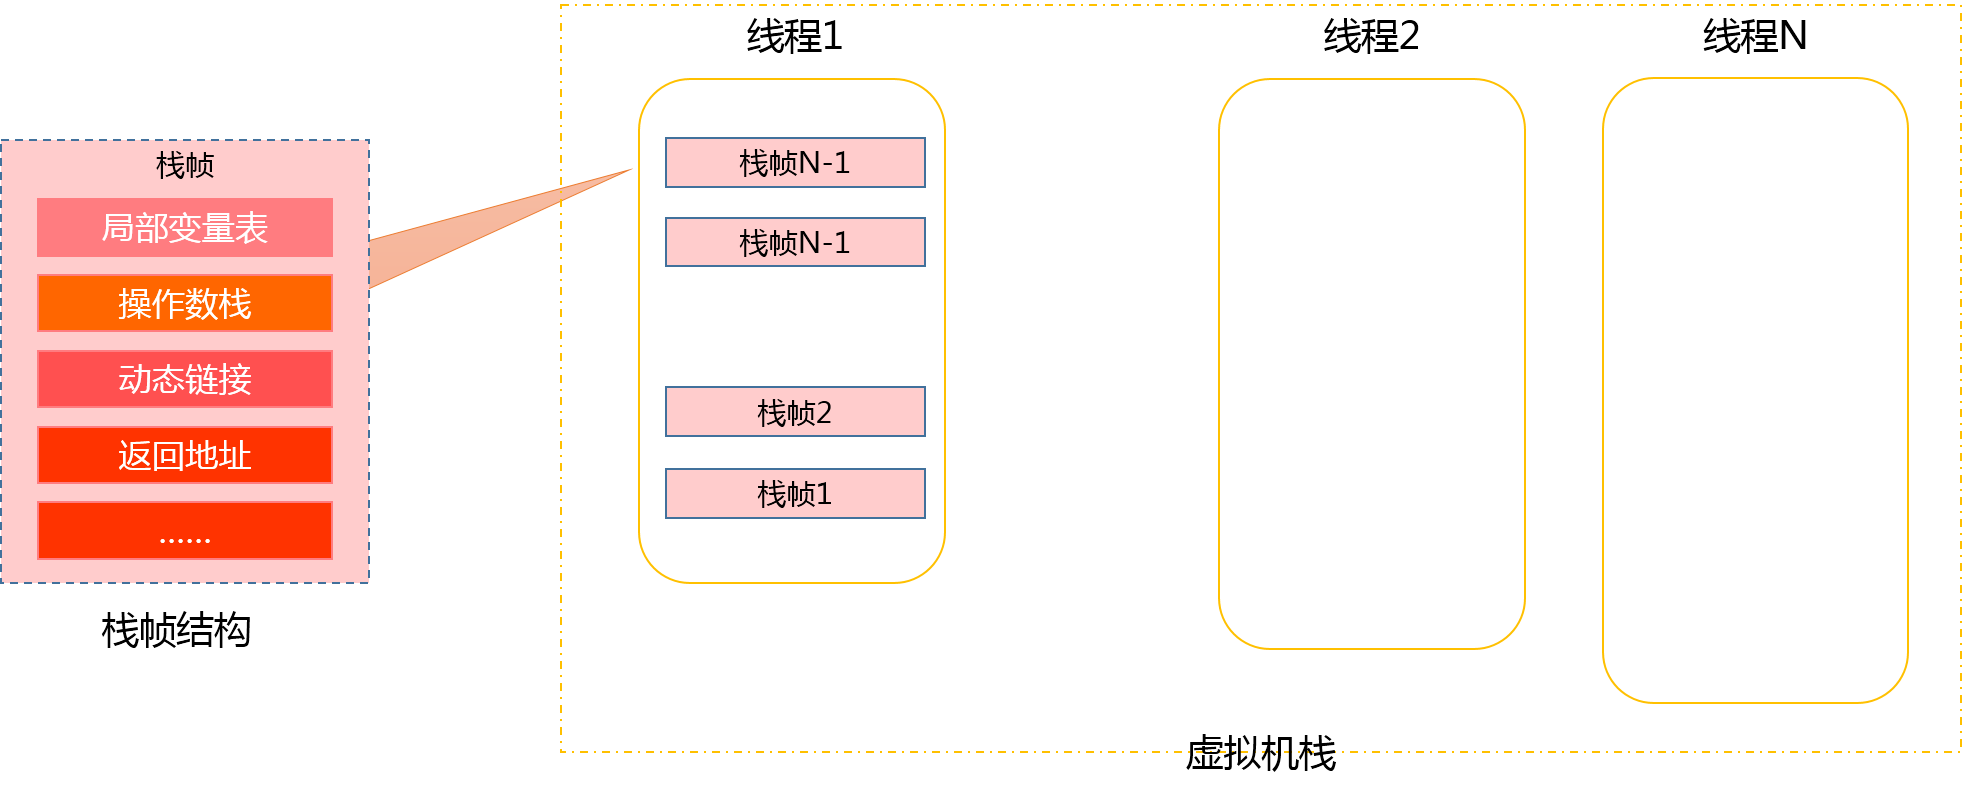 线程1
线程2
线程N
栈帧
局部变量表
操作数栈
动态链接
返回地址
......
栈帧结构
栈帧N-1
栈帧N-1
栈帧2
栈帧1
虚拟机栈